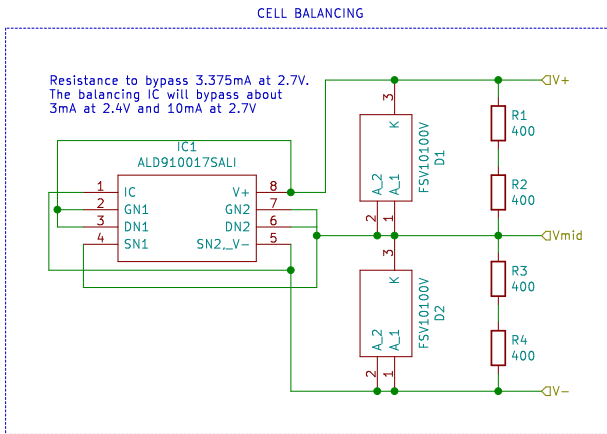 CELL BALANCING
Resistance to bypass 3.375mA at 2.7V.
The balancing IC will bypass about
3mA at 2.4V and 10mA at 2.7V
IC1
ALD910017SALI
1 IC V+ 8
2 GN1 GN2 7
3 DN1 DN2 6
4 SN1 SN2,_V- 5
3
K
A_2
A_1
2
1
FSV10100V
D1
R1
400
R2
400
V+
Vmid
3
K
A_2
A_1
2
1
FSV10100V
D2
R3
400
R4
400
V-